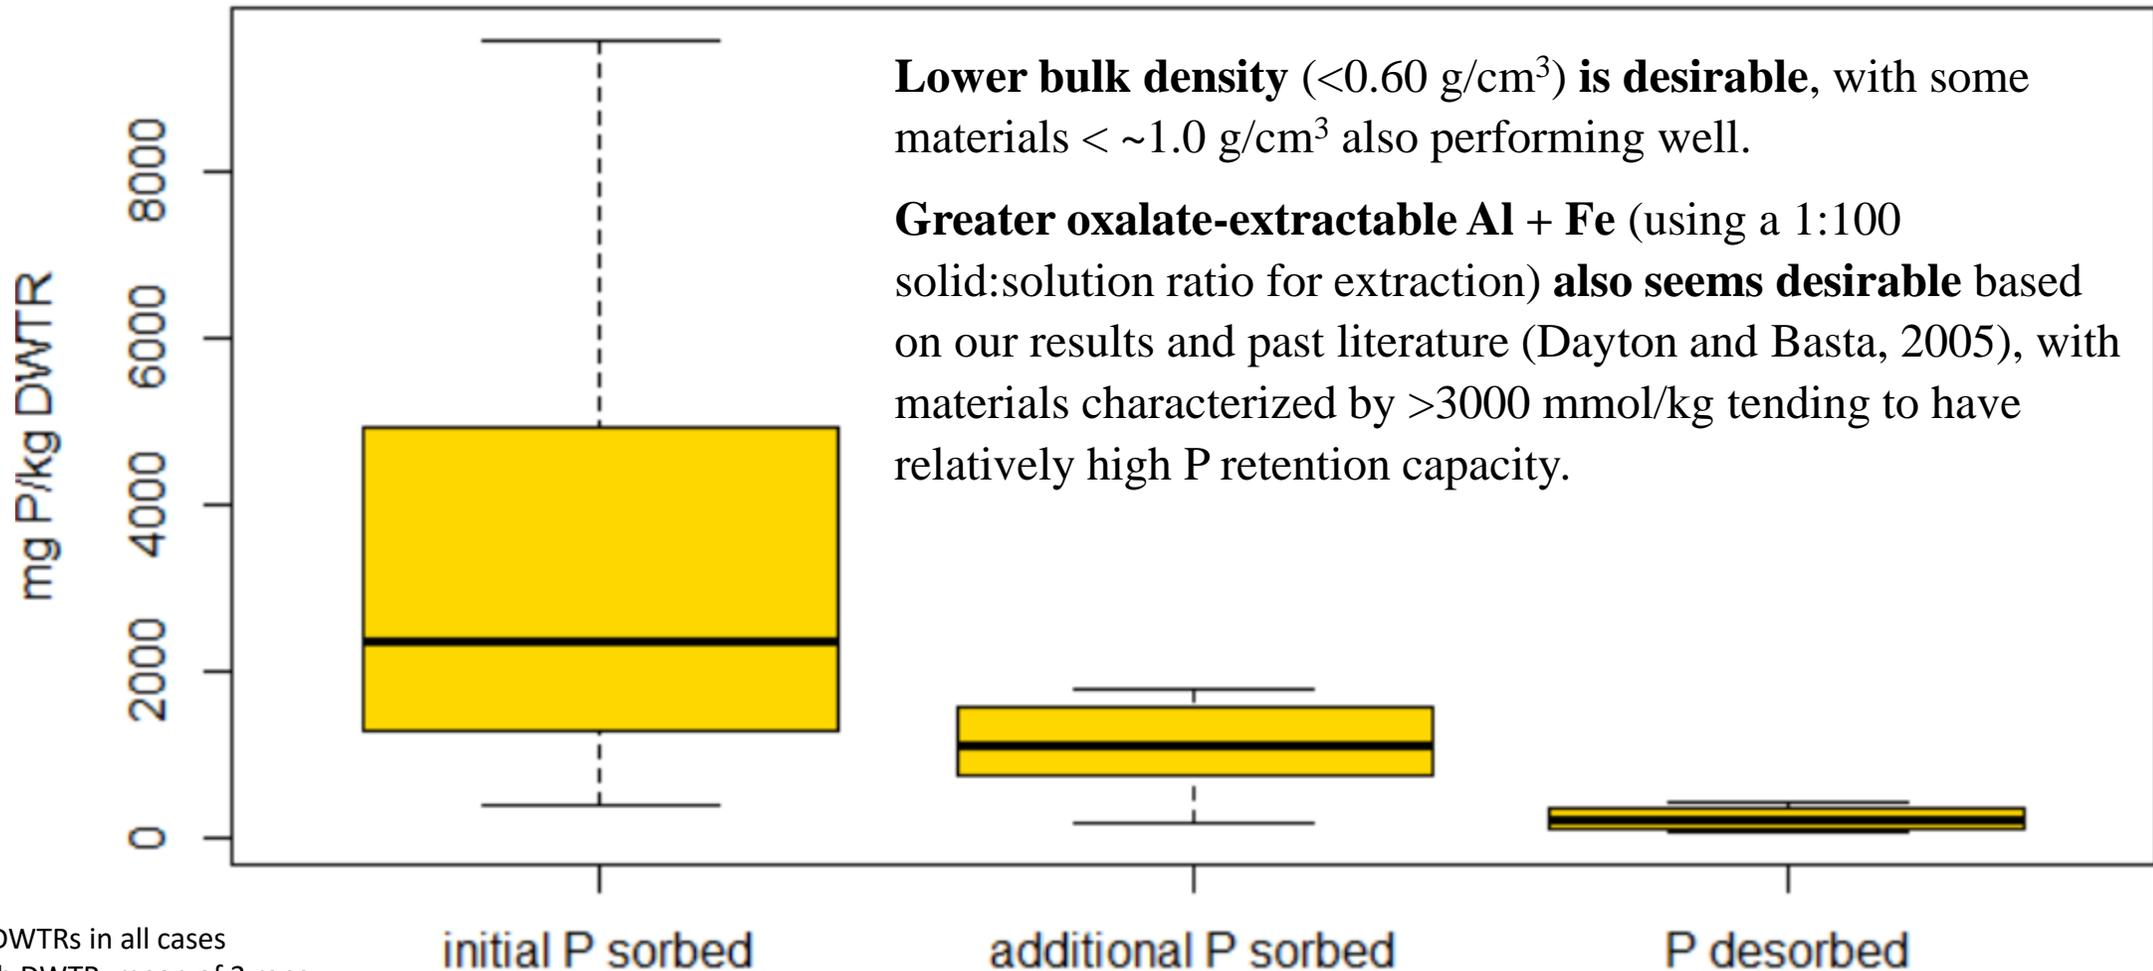 Lower bulk density (<0.60 g/cm³) is desirable, with some
materials < ~1.0 g/cm³ also performing well.
Greater oxalate-extractable Al + Fe (using a 1:100
solid:solution ratio for extraction) also seems desirable based
on our results and past literature (Dayton and Basta, 2005), with
materials characterized by >3000 mmol/kg tending to have
relatively high P retention capacity.
mg P/kg DWTR
8000
6000
4000
2000
0
initial P sorbed
additional P sorbed
P desorbed
DWTRs in all cases